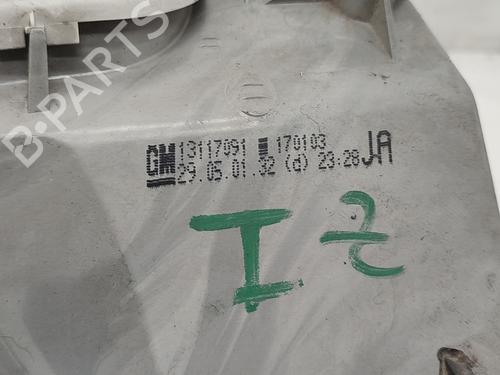 B-PARTS
GM 13117091 170103 JA
29.05.01.32 (d) 23:28
I 2